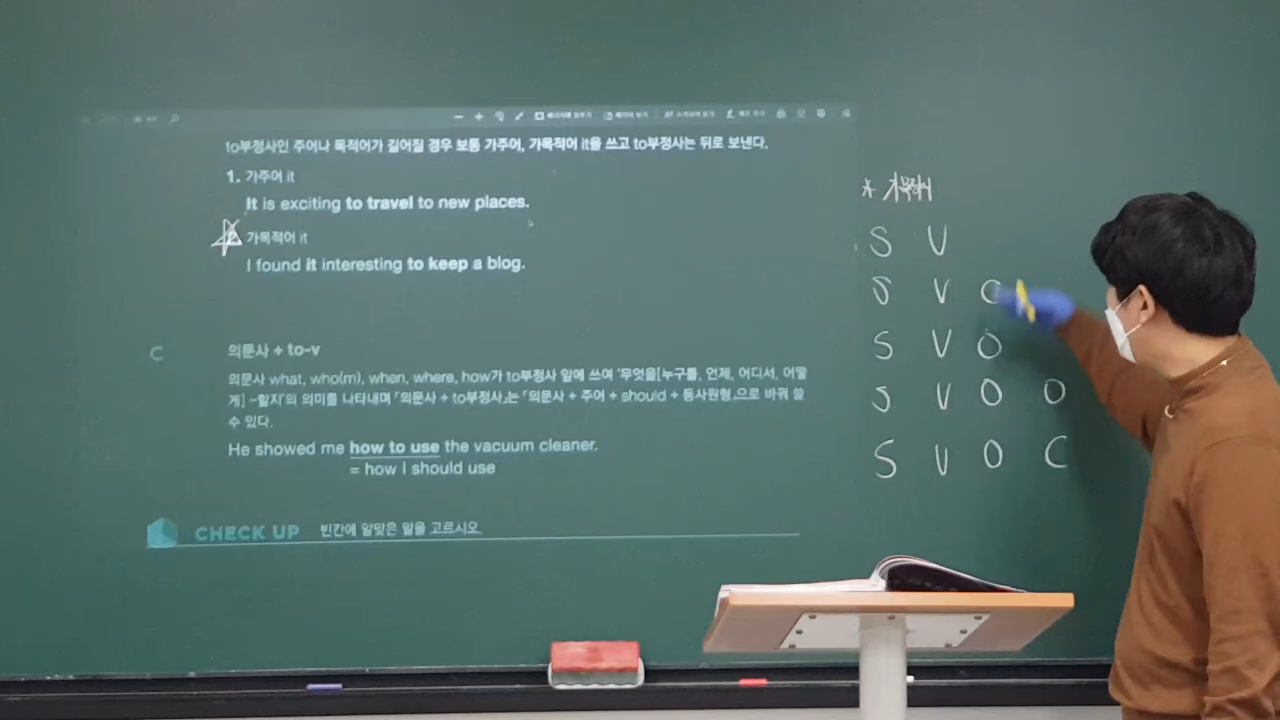 to부정사인 주어나 목적어가 길어질 경우 보통 가주어, 가목적어 it을 쓰고 to부정사는 뒤로 보낸다.
1. 가주어 it
It is exciting to travel to new places.
가목적어 it
I found it interesting to keep a blog.
C 의문사 + to-v
의문사 what, who(m), when, where, how가 to부정사 앞에 쓰여 '무엇을[누구를, 언제, 어디서, 어떻
게] ~할지'의 의미를 나타내며 「의문사 + to부정사」는 「의문사 + 주어 + should + 동사원형」으로 바꿔 쓸
수 있다.
He showed me how to use the vacuum cleaner.
= how I should use
CHECK UP 빈칸에 알맞은 말을 고르시오.
S V
S V C
S V O
S V O O
S V O C